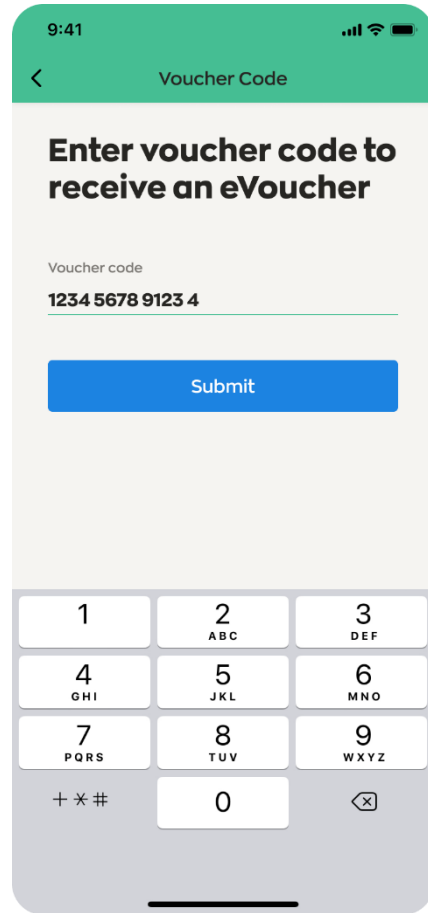 9:41
Voucher Code
Enter voucher code to
receive an eVoucher
Voucher code
1234 5678 9123 4
Submit
1 2 3
ABC DEF
4 5 6
GHI JKL MNO
7 8 9
PQRS TUV WXYZ
+*# 0